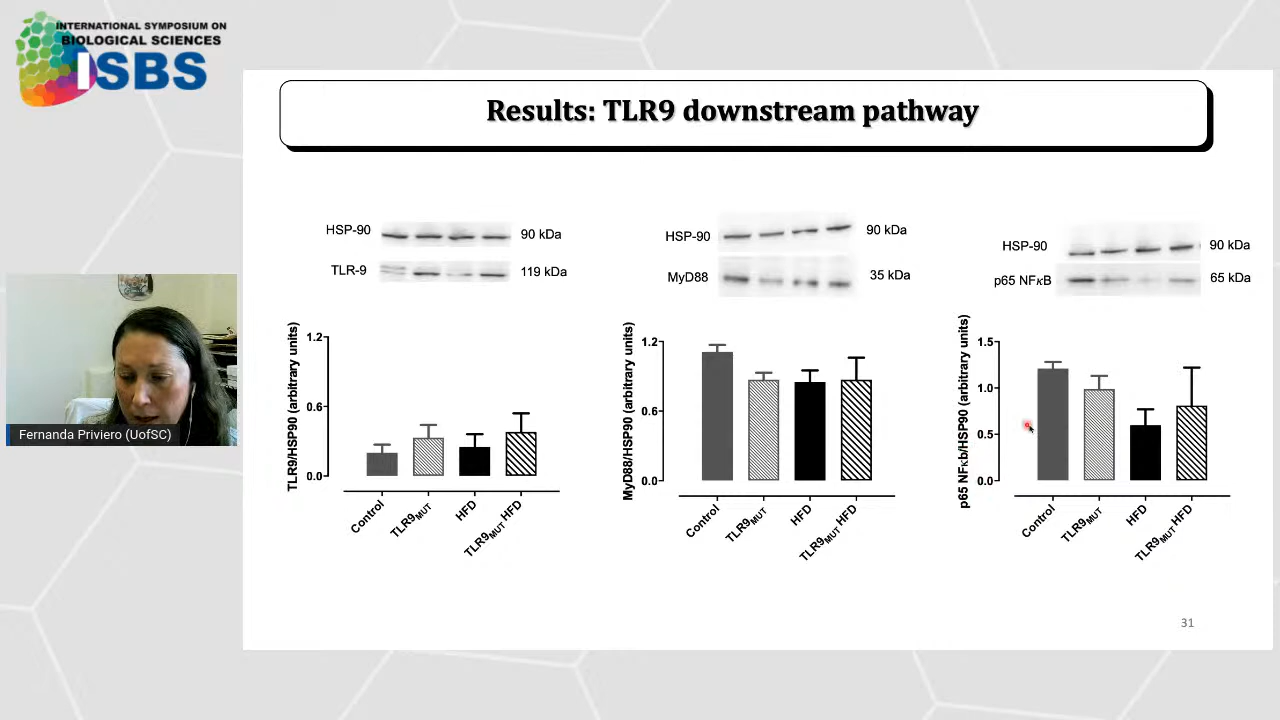 INTERNATIONAL SYMPOSIUM ON
BIOLOGICAL SCIENCES
ISBS
Results: TLR9 downstream pathway
HSP-90
90 kDa
TLR-9
119 kDa
TLR9/HSP90 (arbitrary units)
1.2
0.6
0.0
Control
TLR9MUT
HFD
TLR9MUT HFD
HSP-90
90 kDa
MyD88
35 kDa
MyD88/HSP90 (arbitrary units)
1.2
0.6
0.0
Control
TLR9MUT
HFD
TLR9MUT HFD
HSP-90
90 kDa
p65 NFκB
65 kDa
p65 NFκb/HSP90 (arbitrary units)
1.5
1.0
0.5
0.0
Control
TLR9MUT
HFD
TLR9MUT HFD
31
Fernanda Priviero (UofSC)